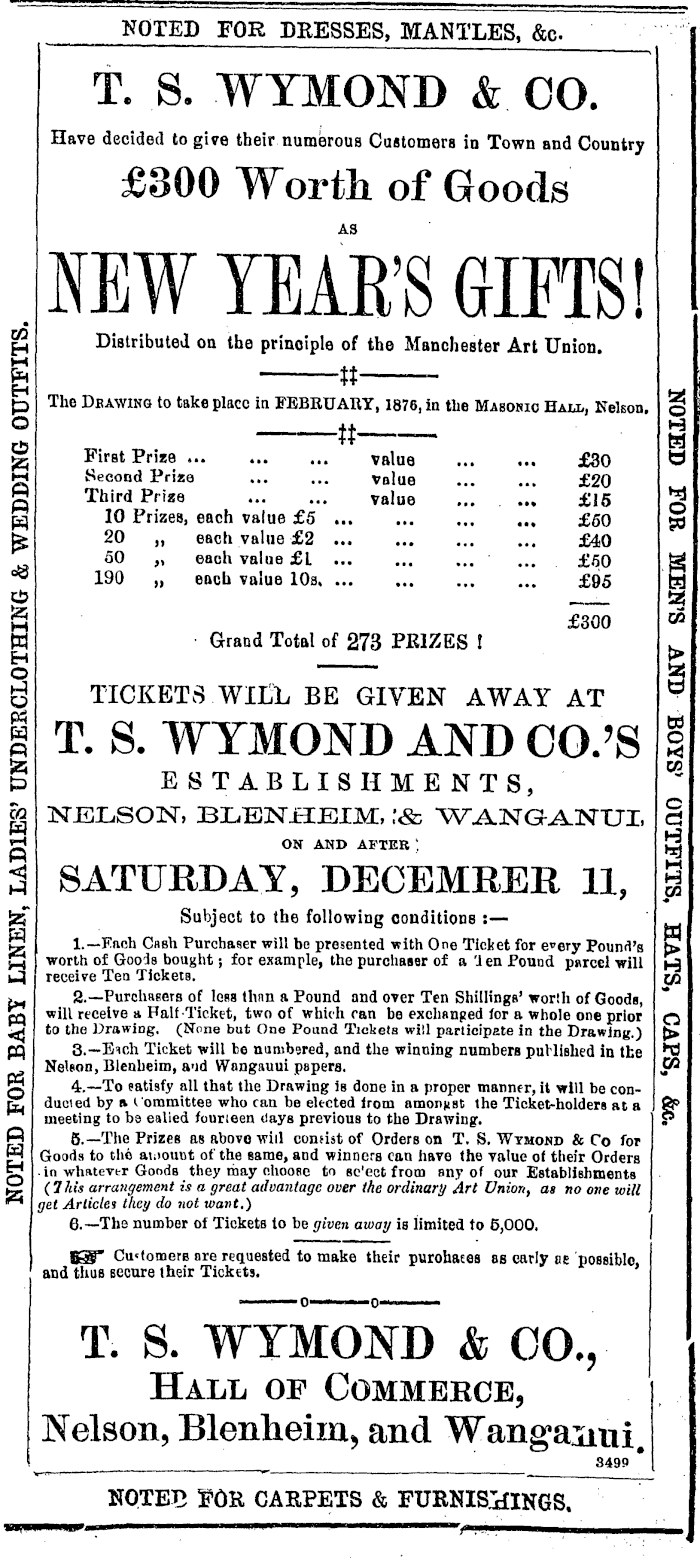 NOTED FOR DRESSES, MANTLES, &c.
T. S. WYMOND & CO.
Have decided to give their numerous Customers in Town and Country
£300 Worth of Goods
AS
NEW YEAR'S GIFTS!
Distributed on the principle of the Manchester Art Union.
‡‡
The DRAWING to take place in FEBRUARY, 1876, in the MASONIC HALL, Nelson.
‡‡
First Prize ... ... ... value ... ... £30
Second Prize ... ... value ... ... £20
Third Prize ... ... value ... ... £15
10 Prizes, each value £5 ... ... ... ... £50
20 „ each value £2 ... ... ... ... £40
50 „ each value £1 ... ... ... ... £50
190 „ each value 10s. ... ... ... ... £95
£300
Grand Total of 273 PRIZES !
TICKETS WILL BE GIVEN AWAY AT
T. S. WYMOND AND CO.'S
ESTABLISHMENTS,
NELSON, BLENHEIM, & WANGANUI,
ON AND AFTER
SATURDAY, DECEMRER 11,
Subject to the following conditions :—
1.—Each Cash Purchaser will be presented with One Ticket for every Pound's
worth of Goods bought ; for example, the purchaser of a Ten Pound parcel will
receive Ten Tickets.
2.—Purchasers of less than a Pound and over Ten Shillings' worth of Goods,
will receive a Half-Ticket, two of which can be exchanged for a whole one prior
to the Drawing. (None but One Pound Tickets will participate in the Drawing.)
3.—Each Ticket will be numbered, and the winning numbers published in the
Nelson, Blenheim, and Wanganui papers.
4.—To satisfy all that the Drawing is done in a proper manner, it will be con-
ducted by a Committee who can be elected from amongst the Ticket-holders at a
meeting to be called fourteen days previous to the Drawing.
5.—The Prizes as above will consist of Orders on T. S. WYMOND & Co for
Goods to the amount of the same, and winners can have the value of their Orders
in whatever Goods they may choose to select from any of our Establishments
(This arrangement is a great advantage over the ordinary Art Union, as no one will
get Articles they do not want.)
6.—The number of Tickets to be given away is limited to 5,000.
☞ Customers are requested to make their purchases as early as possible,
and thus secure their Tickets.
T. S. WYMOND & CO.,
HALL OF COMMERCE,
Nelson, Blenheim, and Wanganui.
3499
NOTED FOR CARPETS & FURNISHINGS.
NOTED FOR BABY LINEN, LADIES' UNDERCLOTHING & WEDDING OUTFITS.
NOTED FOR MEN'S AND BOYS' OUTFITS, HATS, CAPS, &c.